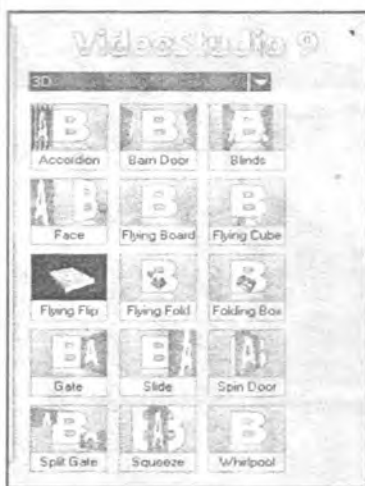 VideoStudio 9
3D
Accordion Barn Door Blinds
Face Flying Board Flying Cube
Flying Flip Flying Fold Folding Box
Gate Slide Spin Door
Split Gate Squeeze Whirlpool